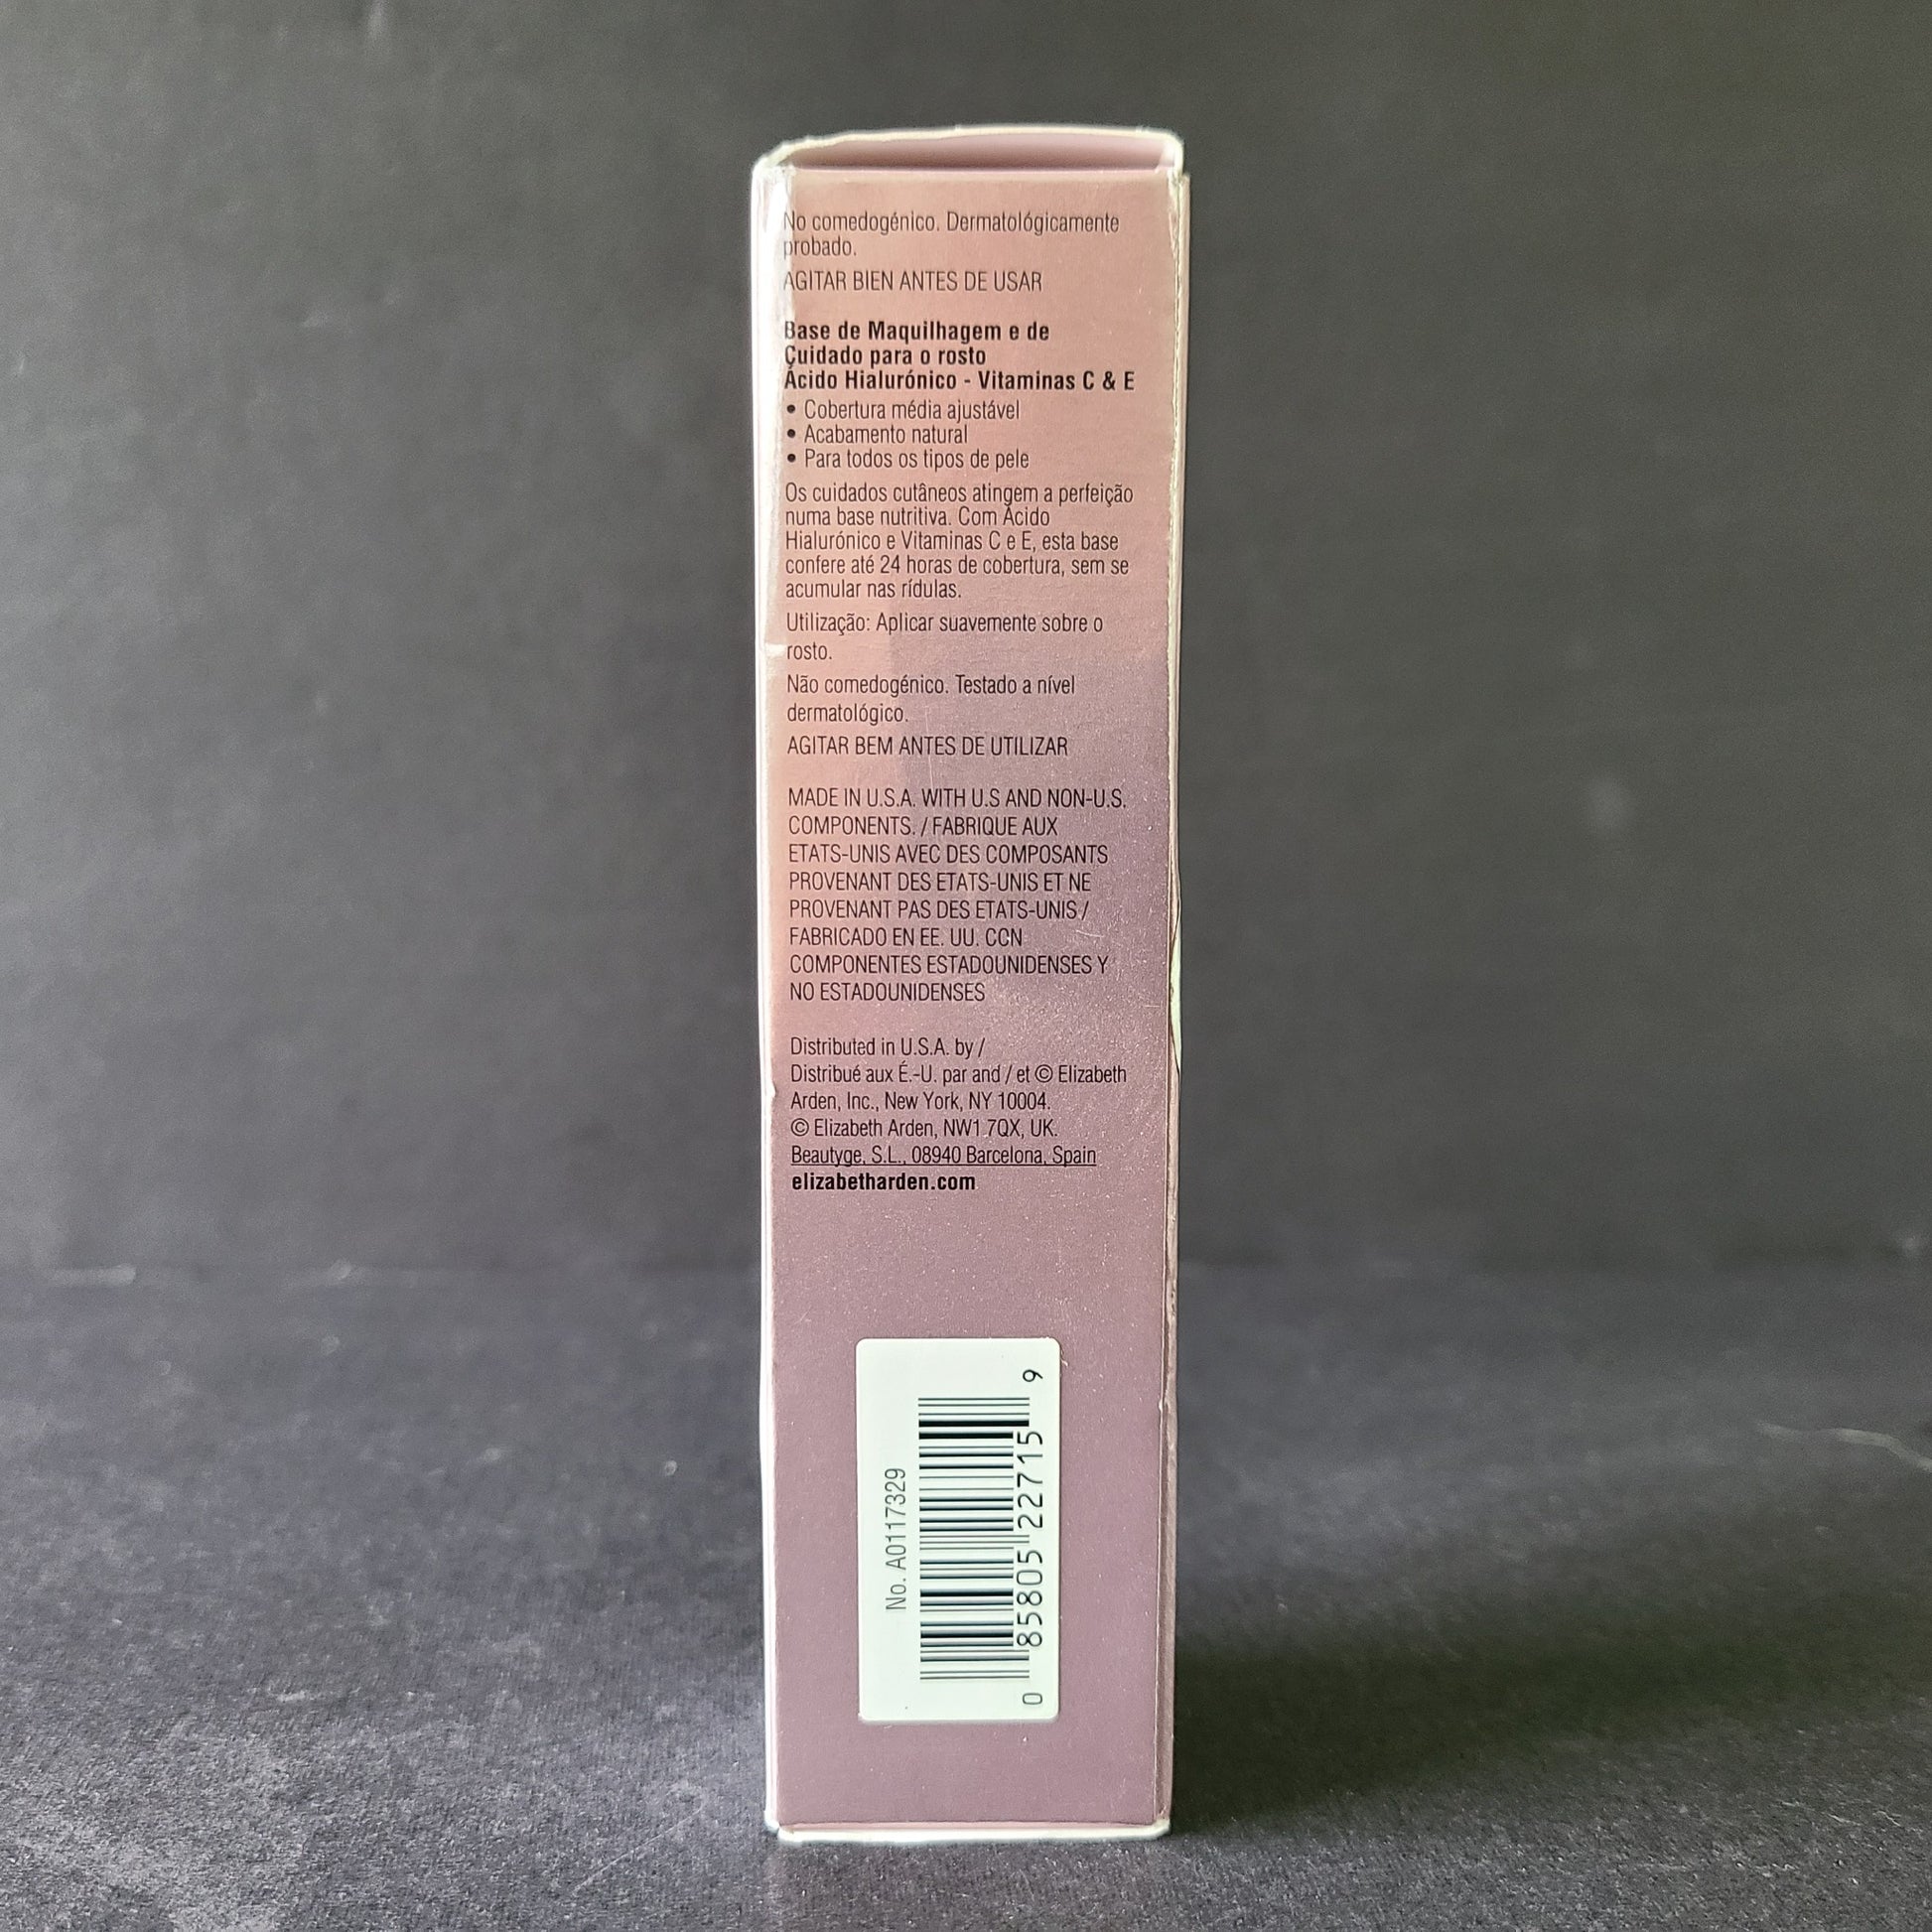 No comedogénico. Dermatológicamente
probado.
AGITAR BIEN ANTES DE USAR
Base de Maquilhagem e de
Cuidado para o rosto
Ácido Hialurónico - Vitaminas C & E
• Cobertura média ajustável
• Acabamento natural
• Para todos os tipos de pele
Os cuidados cutâneos atingem a perfeição
numa base nutritiva. Com Ácido
Hialurónico e Vitaminas C e E, esta base
confere até 24 horas de cobertura, sem se
acumular nas rídulas.
Utilização: Aplicar suavemente sobre o
rosto.
Não comedogénico. Testado a nível
dermatológico.
AGITAR BEM ANTES DE UTILIZAR
MADE IN U.S.A. WITH U.S AND NON-U.S.
COMPONENTS. / FABRIQUE AUX
ETATS-UNIS AVEC DES COMPOSANTS
PROVENANT DES ETATS-UNIS ET NE
PROVENANT PAS DES ETATS-UNIS /
FABRICADO EN EE. UU. CCN
COMPONENTES ESTADOUNIDENSES Y
NO ESTADOUNIDENSES
Distributed in U.S.A. by /
Distribué aux É.-U. par and / et © Elizabeth
Arden, Inc., New York, NY 10004.
© Elizabeth Arden, NW1 7QX, UK.
Beautyge, S.L., 08940 Barcelona, Spain
elizabetharden.com
No. A0117329
0 85805 22715 9